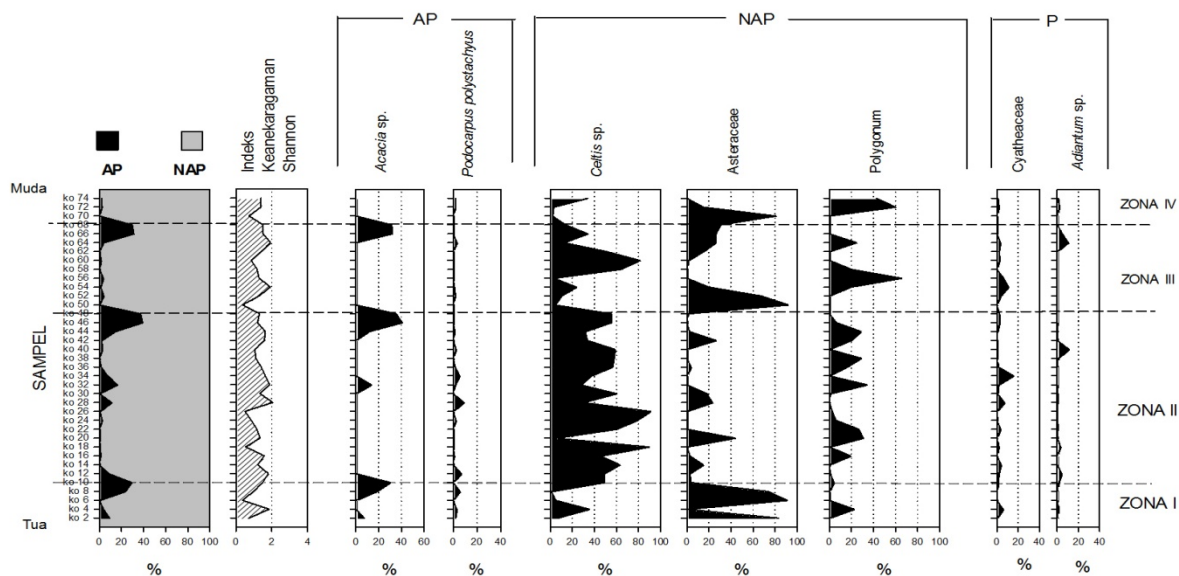 AP
NAP
P
Indeks
Keanekaragaman
Shannon
Acacia sp.
Podocarpus polystachyus
Celtis sp.
Asteraceae
Polygonum
Cyatheaceae
Adiantum sp.
AP NAP
Muda
SAMPEL
Tua
ko 74
ko 72
ko 70
ko 68
ko 66
ko 64
ko 62
ko 60
ko 58
ko 56
ko 54
ko 52
ko 50
ko 48
ko 46
ko 44
ko 42
ko 40
ko 38
ko 36
ko 34
ko 32
ko 30
ko 28
ko 26
ko 24
ko 22
ko 20
ko 18
ko 16
ko 14
ko 12
ko 10
ko 8
ko 6
ko 4
ko 2
ZONA IV
ZONA III
ZONA II
ZONA I
0 20 40 60 80 100
0 2 4
0 20 40 60
0 20 40
0 20 40 60 80 100
0 20 40 60 80 100
0 20 40 60 80 100
0 20 40
0 20 40
% % % % % % % %